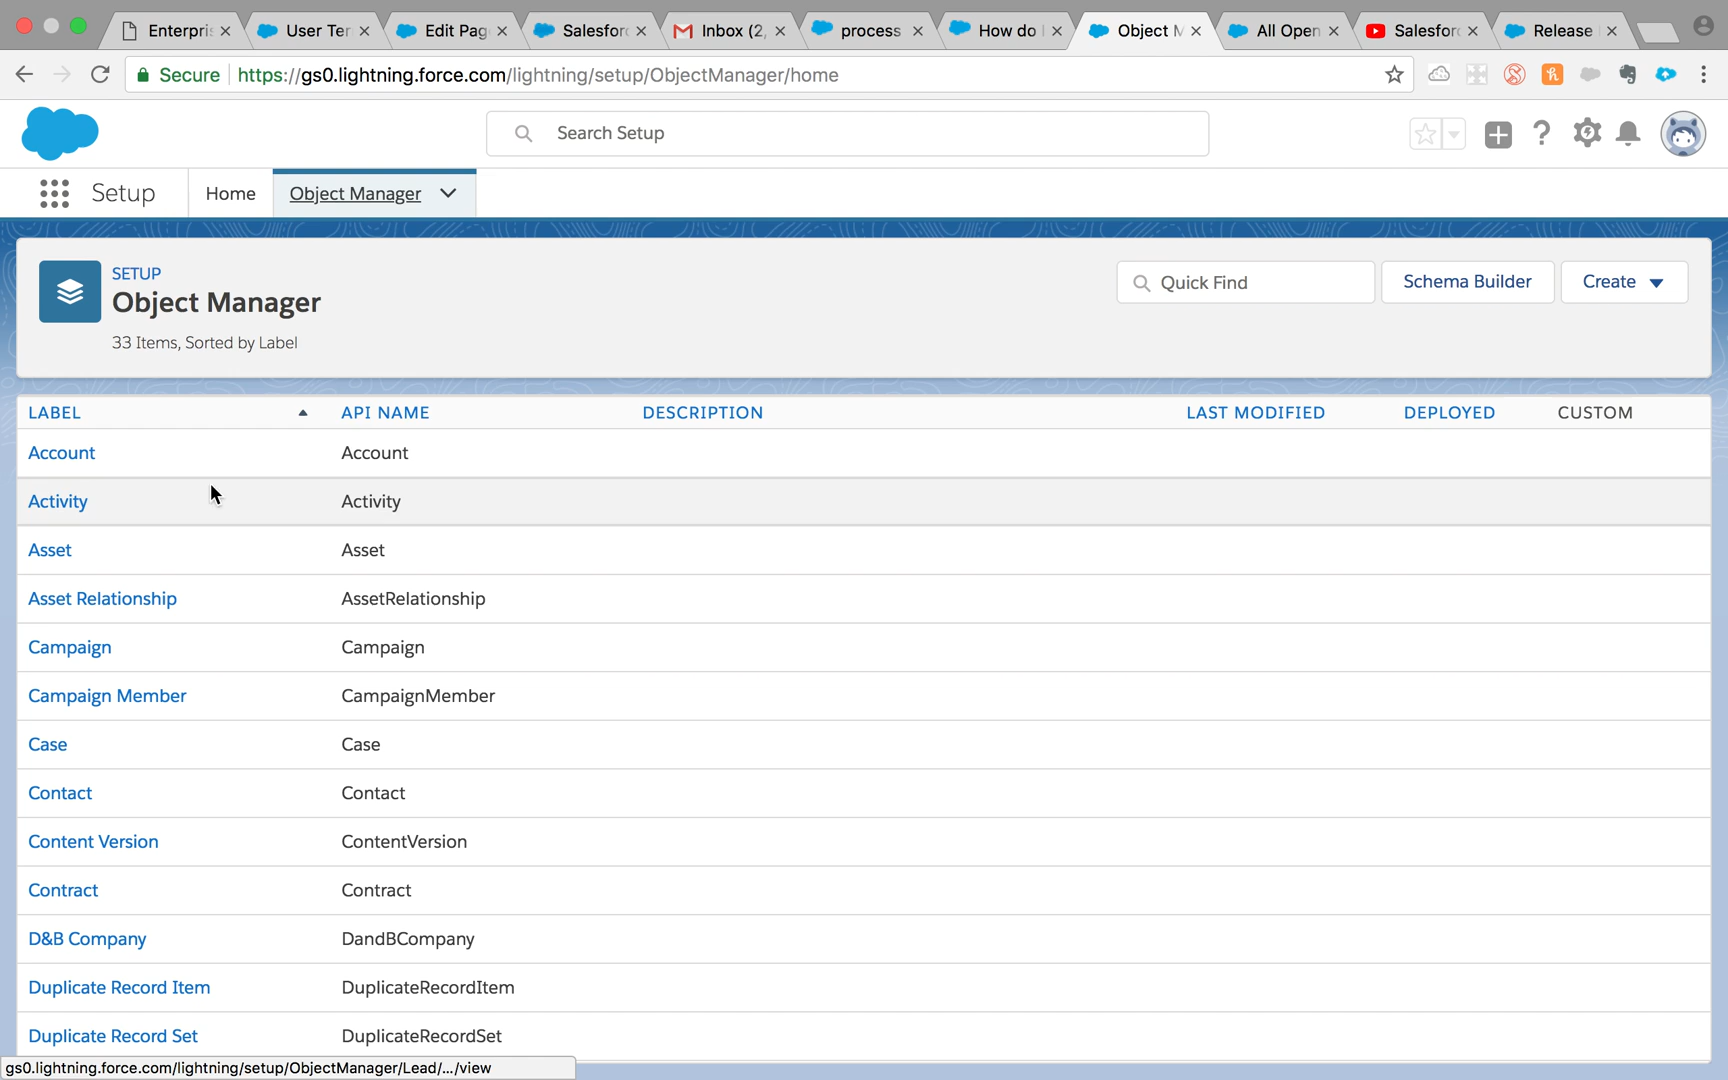 Enterpri
User Ter
Edit Pag
Salesforc
Inbox (2,
process
How do
Object M
All Open
Salesforc
Release
Secure
https://gs0.lightning.force.com/lightning/setup/ObjectManager/home
Search Setup
Setup
Home
Object Manager
SETUP
Object Manager
33 Items, Sorted by Label
Quick Find
Schema Builder
Create
LABEL API NAME DESCRIPTION LAST MODIFIED DEPLOYED CUSTOM
Account Account
Activity Activity
Asset Asset
Asset Relationship AssetRelationship
Campaign Campaign
Campaign Member CampaignMember
Case Case
Contact Contact
Content Version ContentVersion
Contract Contract
D&B Company DandBCompany
Duplicate Record Item DuplicateRecordItem
Duplicate Record Set DuplicateRecordSet
gs0.lightning.force.com/lightning/setup/ObjectManager/Lead/.../view